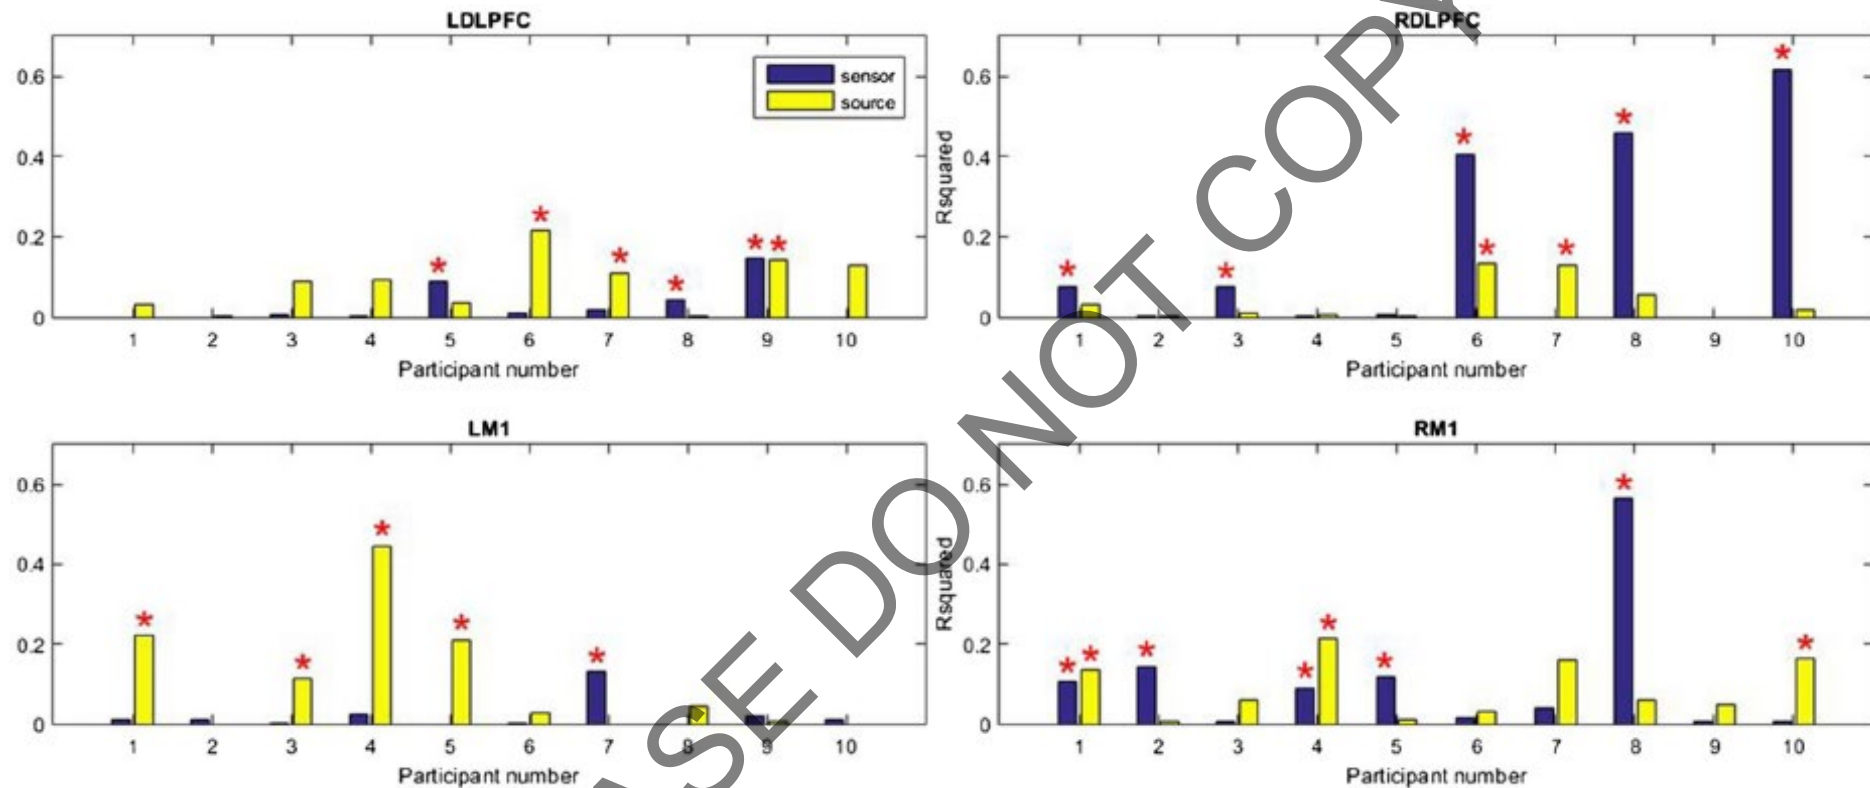 LDLPFC
RDLPFC
0.6
0.4
0.2
0
sensor
source
* * * * * *
1 2 3 4 5 6 7 8 9 10
Participant number
Rsquared
0.6
0.4
0.2
0
* * * * * * *
1 2 3 4 5 6 7 8 9 10
Participant number
LM1
RM1
0.6
0.4
0.2
0
* * * * *
1 2 3 4 5 6 7 8 9 10
Participant number
Rsquared
0.6
0.4
0.2
0
* * * * * * * *
1 2 3 4 5 6 7 8 9 10
Participant number
ASE DO NOT COPY